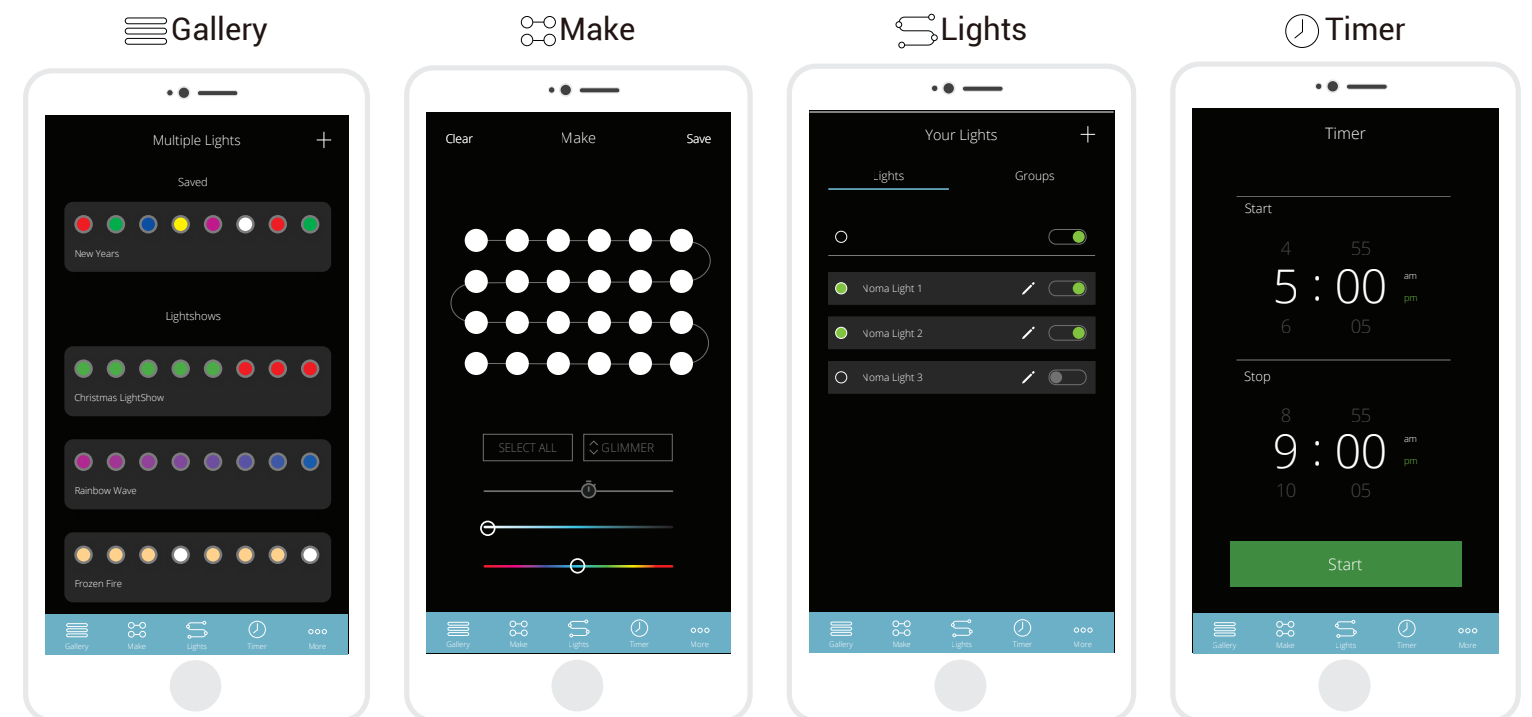 Gallery
Multiple Lights
Saved
New Years
Lightshows
Christmas LightShow
Rainbow Wave
Frozen Fire
Gallery Make Lights Timer More
Make
Clear Make Save
SELECT ALL GLIMMER
Gallery Make Lights Timer More
Lights
Your Lights
Lights Groups
Noma Light 1
Noma Light 2
Noma Light 3
Gallery Make Lights Timer More
Timer
Timer
Start
4 55
5 : 00 am
pm
6 05
Stop
8 55
9 : 00 am
pm
10 05
Start
Gallery Make Lights Timer More